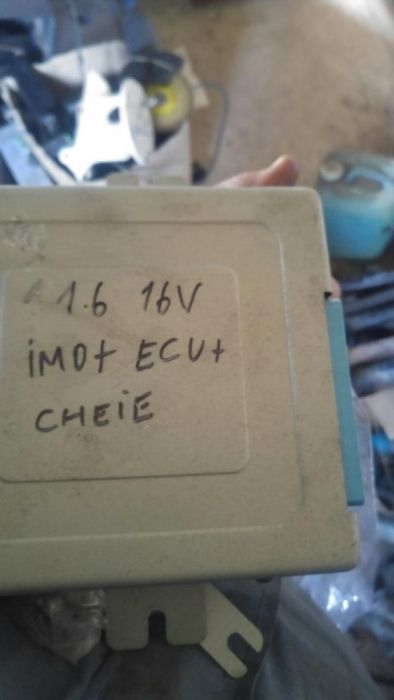 1.6 16V
iMO+ ECU+
CHEiE